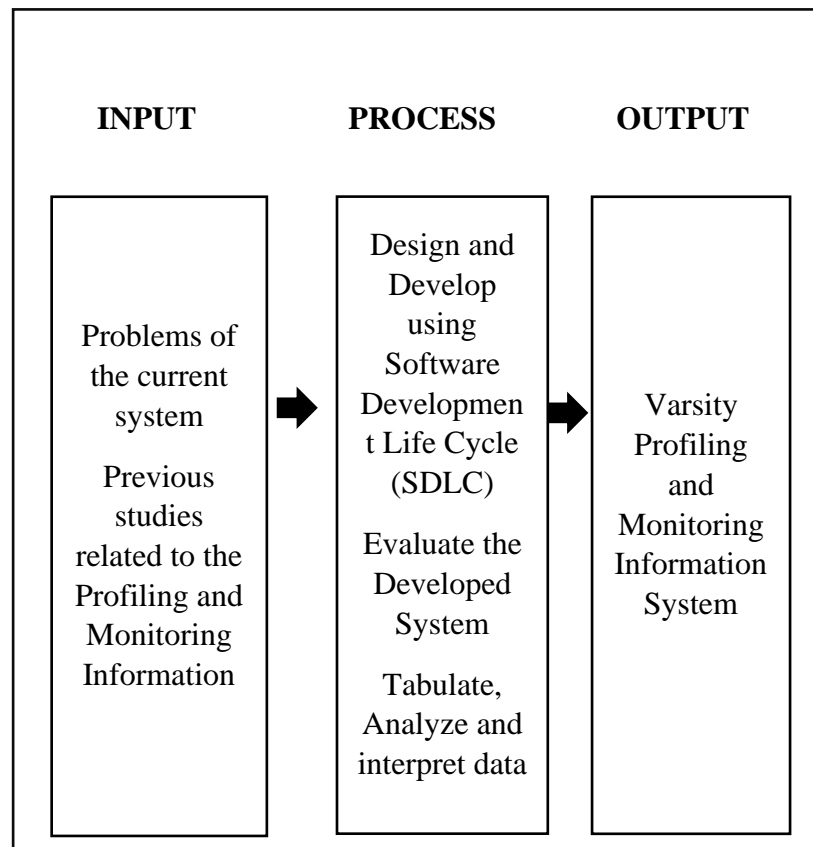 INPUT
PROCESS
OUTPUT
Problems of
the current
system
Previous
studies
related to the
Profiling and
Monitoring
Information
Design and
Develop
using
Software
Developmen
t Life Cycle
(SDLC)
Evaluate the
Developed
System
Tabulate,
Analyze and
interpret data
Varsity
Profiling
and
Monitoring
Information
System